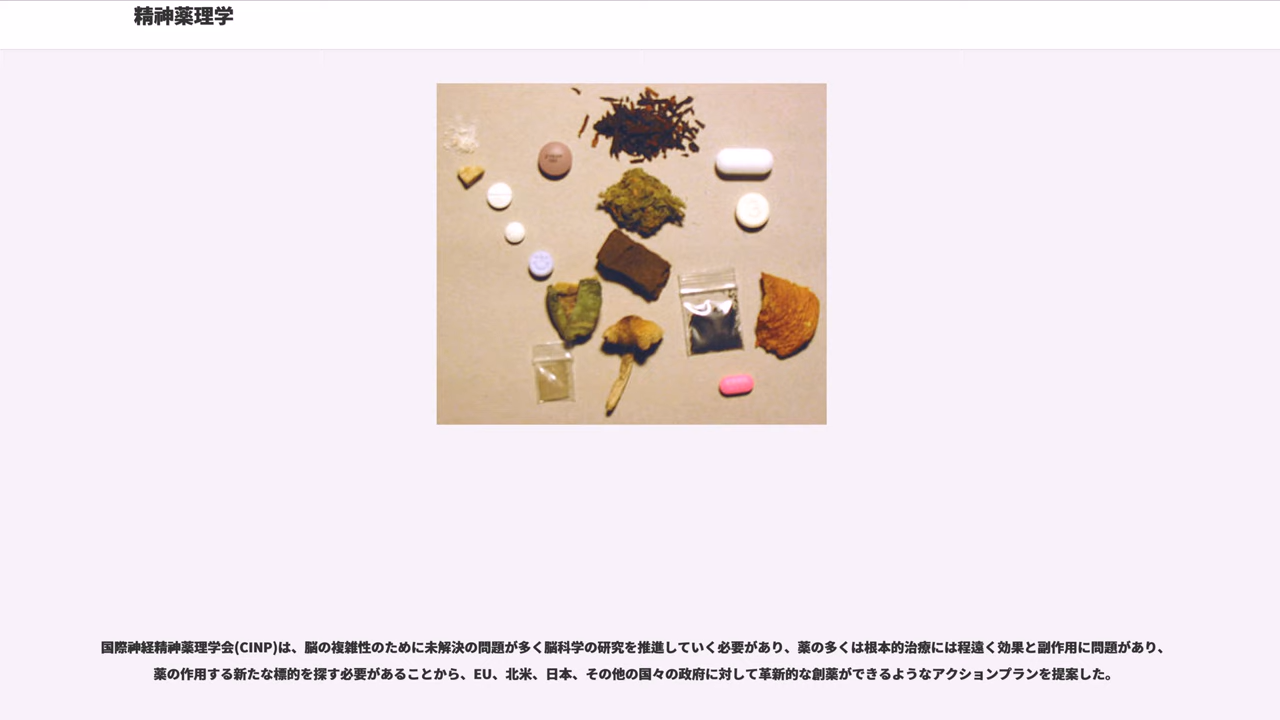 精神薬理学
国際神経精神薬理学会(CINP)は、脳の複雑性のために未解決の問題が多く脳科学の研究を推進していく必要があり、薬の多くは根本的治療には程遠く効果と副作用に問題があり、
薬の作用する新たな標的を探す必要があることから、EU、北米、日本、その他の国々の政府に対して革新的な創薬ができるようなアクションプランを提案した。